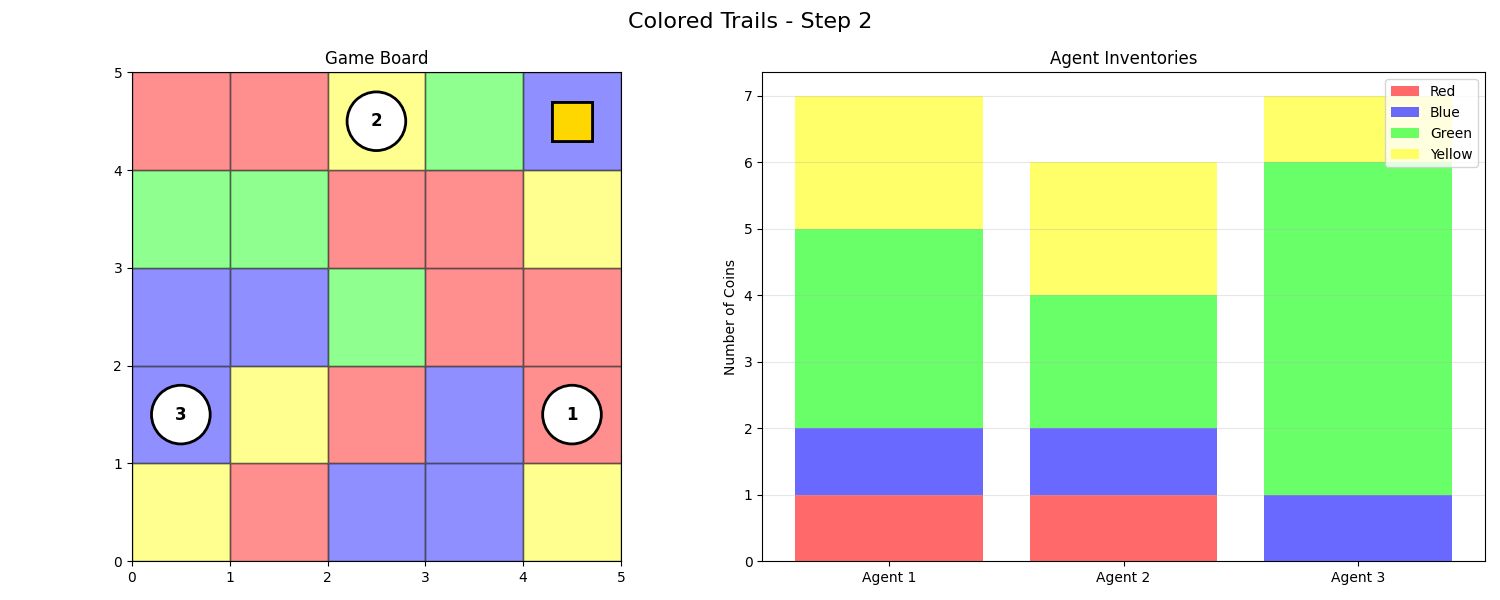 Colored Trails - Step 2
Game Board
5
4
3
2
1
0
0 1 2 3 4 5
2
3
1
Agent Inventories
Number of Coins
7
6
5
4
3
2
1
0
Agent 1 Agent 2 Agent 3
Red
Blue
Green
Yellow